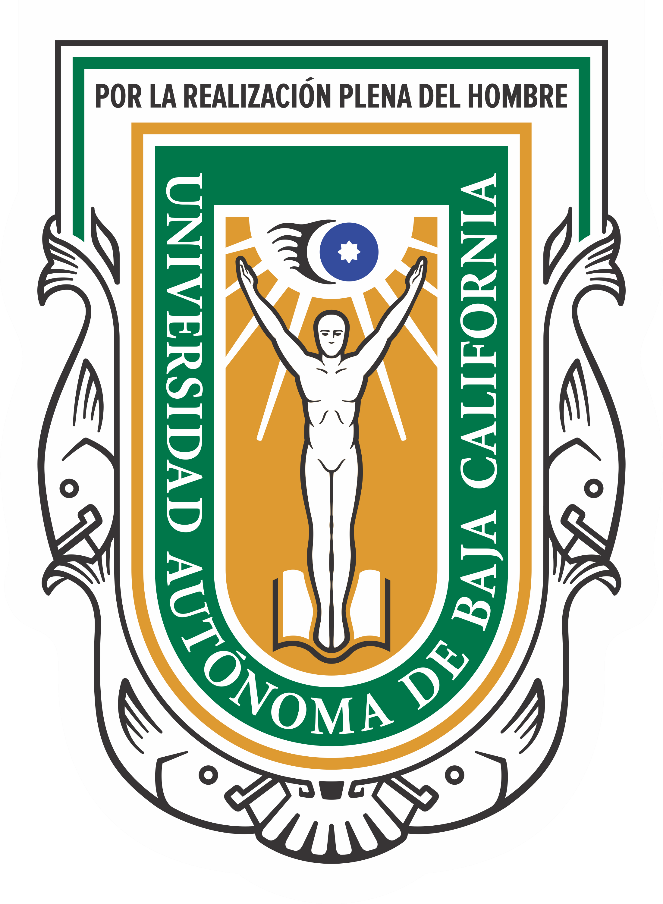 POR LA REALIZACIÓN PLENA DEL HOMBRE
UNIVERSIDAD AUTÓNOMA DE BAJA CALIFORNIA